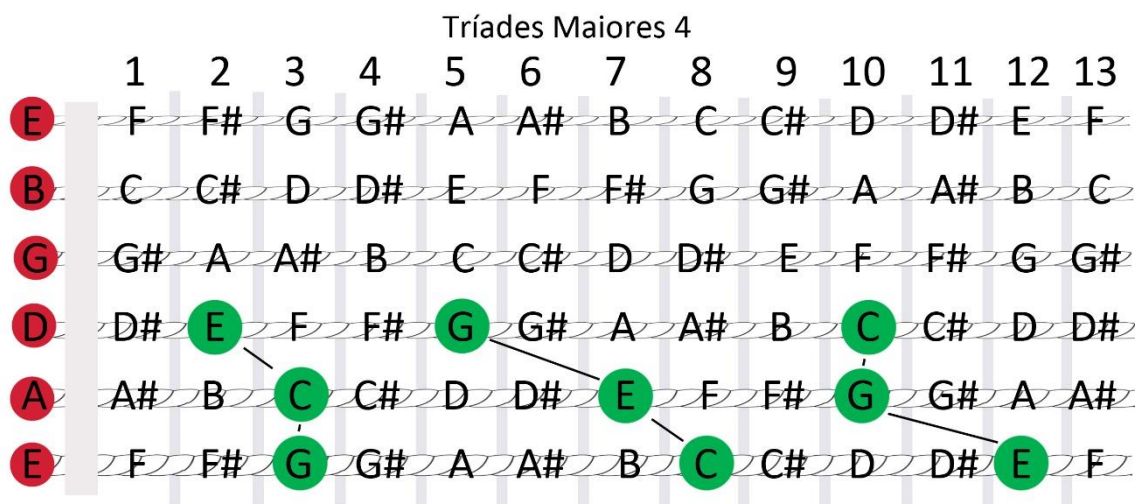 Tríades Maiores 4
1 2 3 4 5 6 7 8 9 10 11 12 13
E F F# G G# A A# B C C# D D# E F
B C C# D D# E F F# G G# A A# B C
G G# A A# B C C# D D# E F F# G G#
D D# E F F# G G# A A# B C C# D D#
A A# B C C# D D# E F F# G G# A A#
E F F# G G# A A# B C C# D D# E F